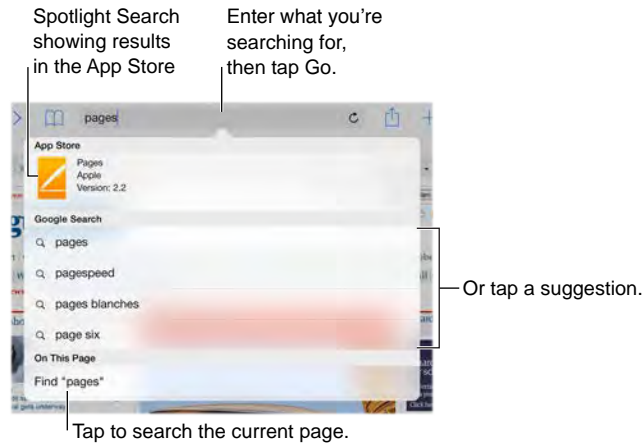 Spotlight Search
showing results
in the App Store
Enter what you're
searching for,
then tap Go.
pages
App Store
Pages
Apple
Version: 2.2
Google Search
pages
pagespeed
pages blanches
page six
Or tap a suggestion.
On This Page
Find "pages"
Tap to search the current page.